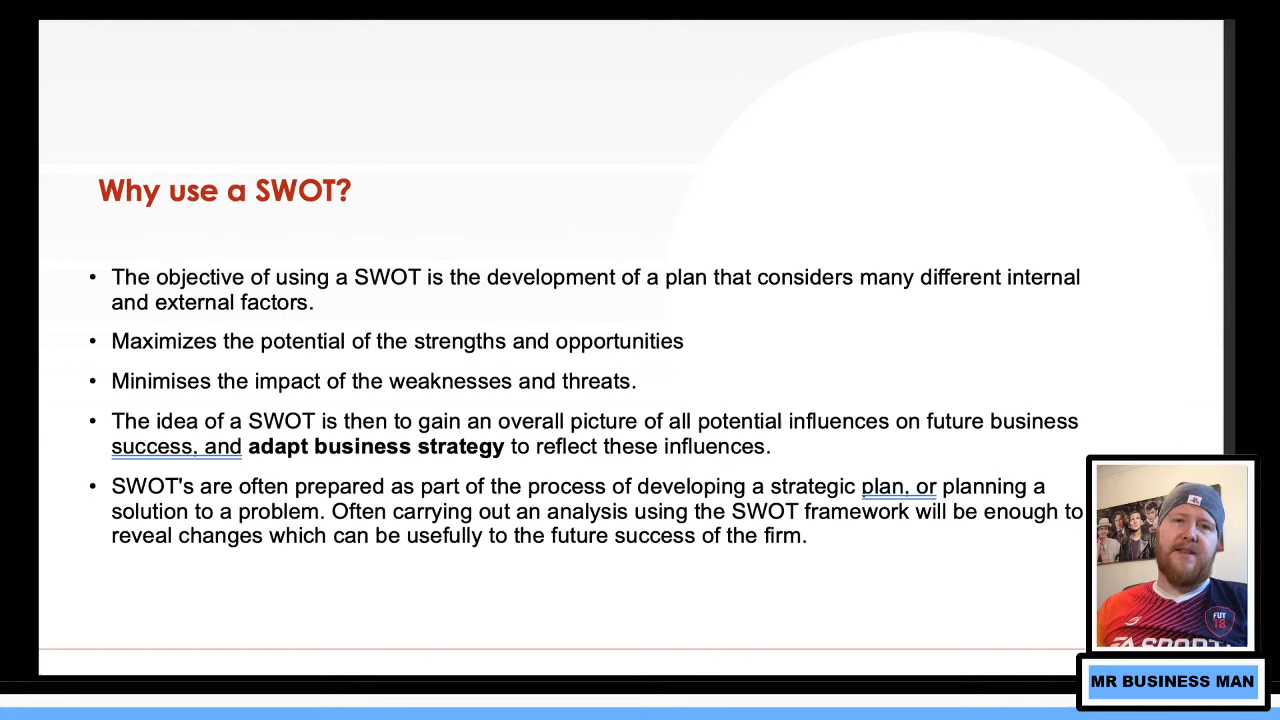 Why use a SWOT?
• The objective of using a SWOT is the development of a plan that considers many different internal
and external factors.
• Maximizes the potential of the strengths and opportunities
• Minimises the impact of the weaknesses and threats.
• The idea of a SWOT is then to gain an overall picture of all potential influences on future business
success, and adapt business strategy to reflect these influences.
• SWOT's are often prepared as part of the process of developing a strategic plan, or planning a
solution to a problem. Often carrying out an analysis using the SWOT framework will be enough to
reveal changes which can be usefully to the future success of the firm.
FUT
18
EA SPORT
MR BUSINESS MAN